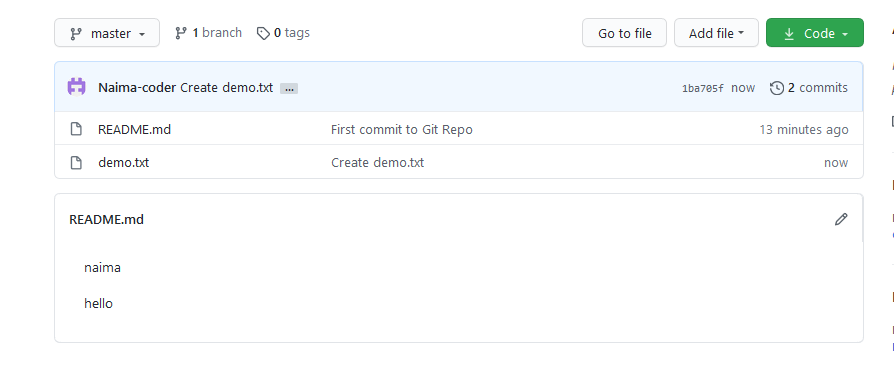 master 1 branch 0 tags Go to file Add file Code
Naima-coder Create demo.txt ... 1ba705f now 2 commits
README.md First commit to Git Repo 13 minutes ago
demo.txt Create demo.txt now
README.md
naima
hello